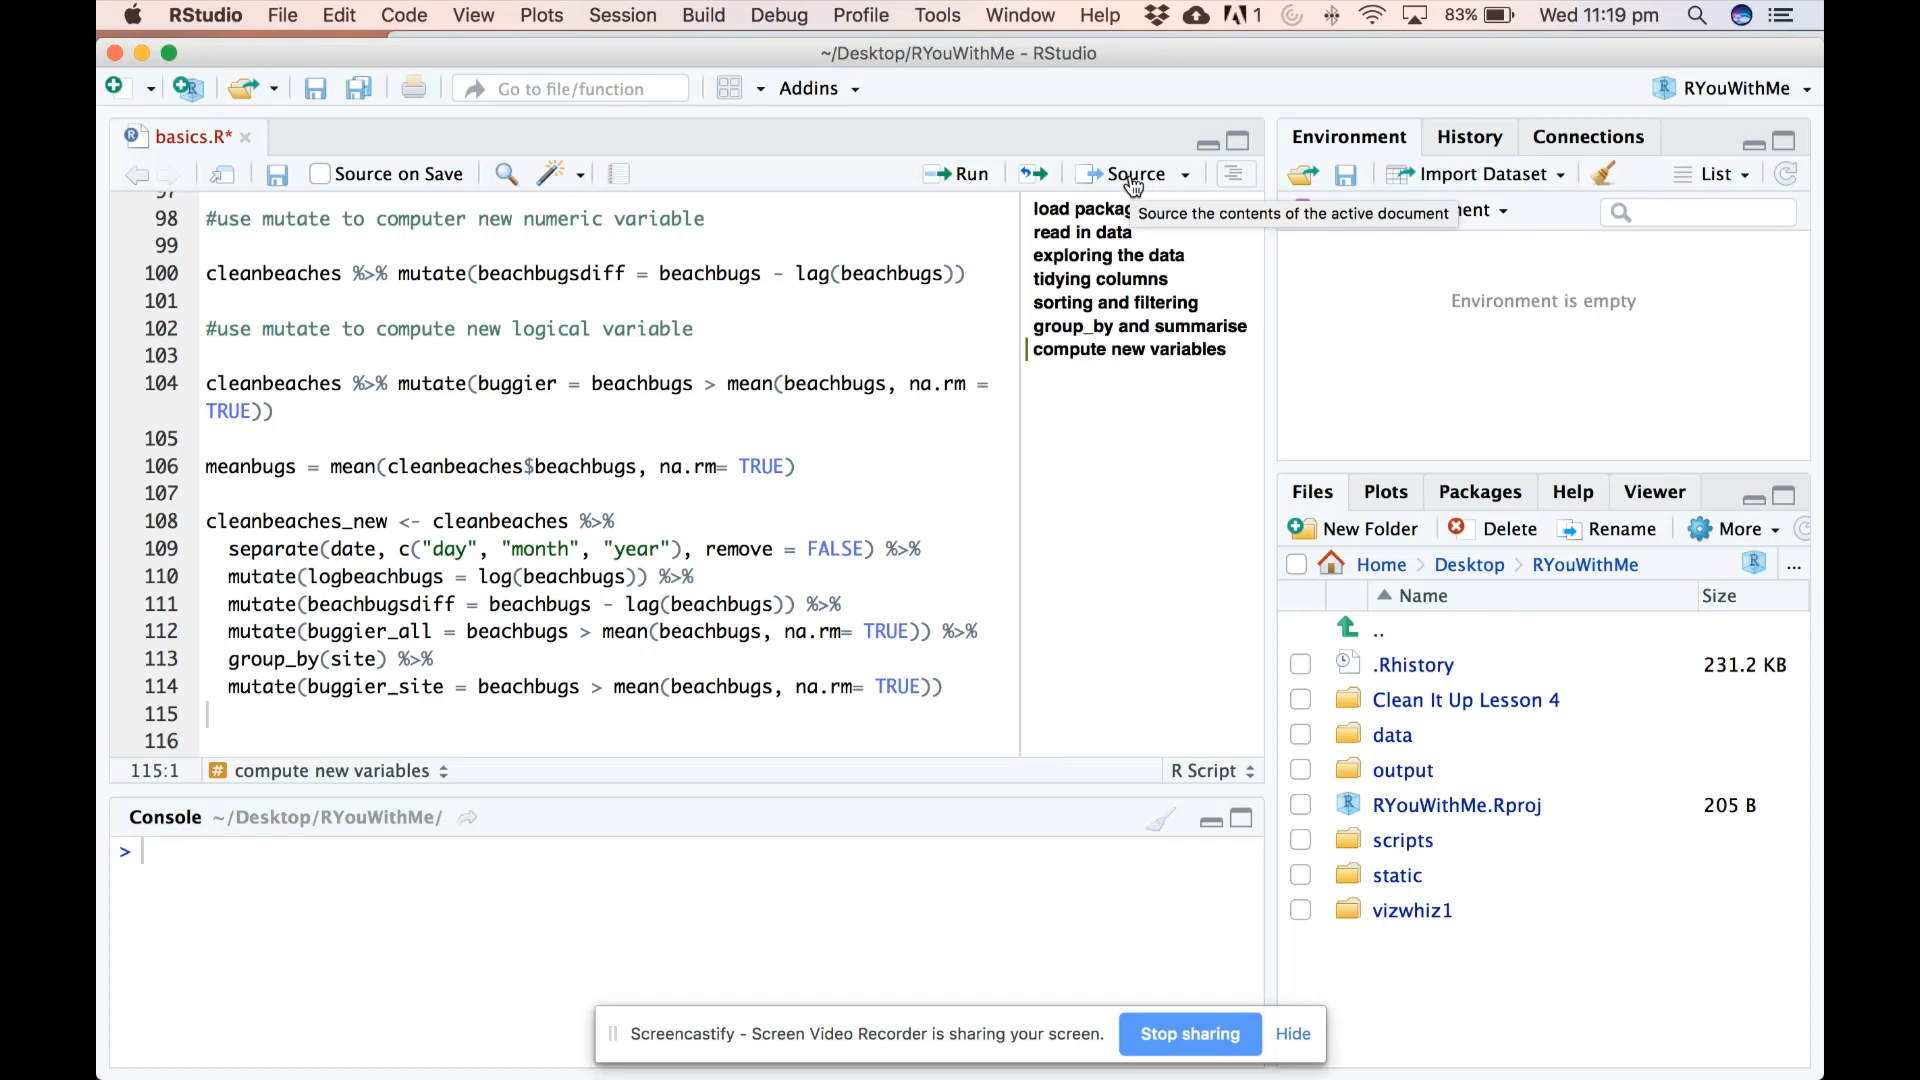 RStudio File Edit Code View Plots Session Build Debug Profile Tools Window Help 1 83% Wed 11:19 pm
~/Desktop/RYouWithMe - RStudio
Go to file/function Addins RYouWithMe
basics.R*
Source on Save Run Source
98 #use mutate to computer new numeric variable
99
100 cleanbeaches %>% mutate(beachbugsdiff = beachbugs - lag(beachbugs))
101
102 #use mutate to compute new logical variable
103
104 cleanbeaches %>% mutate(buggier = beachbugs > mean(beachbugs, na.rm =
TRUE))
105
106 meanbugs = mean(cleanbeaches$beachbugs, na.rm= TRUE)
107
108 cleanbeaches_new <- cleanbeaches %>%
109 separate(date, c("day", "month", "year"), remove = FALSE) %>%
110 mutate(logbeachbugs = log(beachbugs)) %>%
111 mutate(beachbugsdiff = beachbugs - lag(beachbugs)) %>%
112 mutate(buggier_all = beachbugs > mean(beachbugs, na.rm= TRUE)) %>%
113 group_by(site) %>%
114 mutate(buggier_site = beachbugs > mean(beachbugs, na.rm= TRUE))
115
116
load packag
read in data
exploring the data
tidying columns
sorting and filtering
group_by and summarise
compute new variables
Source the contents of the active document
115:1 # compute new variables R Script
Console ~/Desktop/RYouWithMe/
>
Environment History Connections
Import Dataset List
ment
Environment is empty
Files Plots Packages Help Viewer
New Folder Delete Rename More
Home Desktop RYouWithMe ...
Name Size
..
.Rhistory 231.2 KB
Clean It Up Lesson 4
data
output
RYouWithMe.Rproj 205 B
scripts
static
vizwhiz1
Screencastify - Screen Video Recorder is sharing your screen. Stop sharing Hide